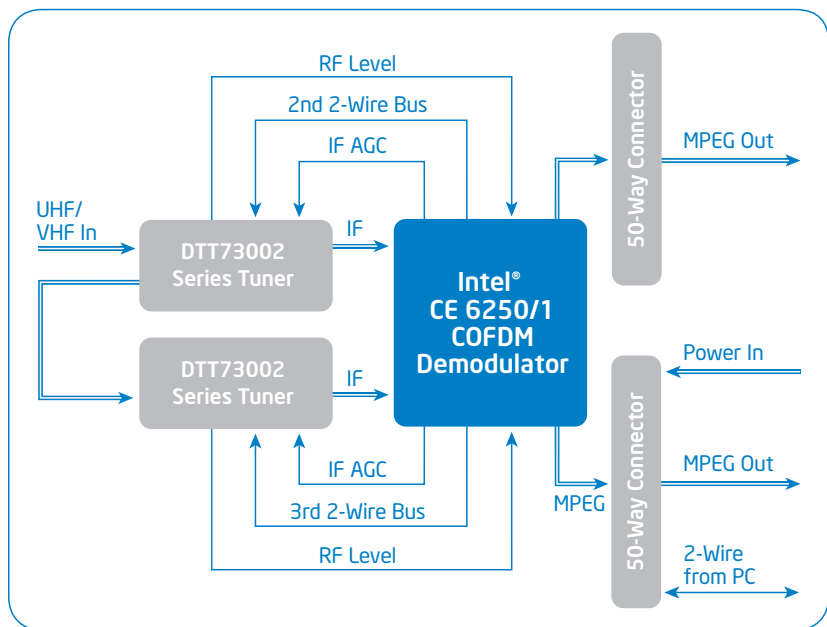 RF Level
2nd 2-Wire Bus
IF AGC
UHF/
VHF In
DTT73002
Series Tuner
IF
Intel®
CE 6250/1
COFDM
Demodulator
50-Way Connector
MPEG Out
DTT73002
Series Tuner
IF
IF AGC
3rd 2-Wire Bus
RF Level
MPEG
50-Way Connector
Power In
MPEG Out
2-Wire
from PC